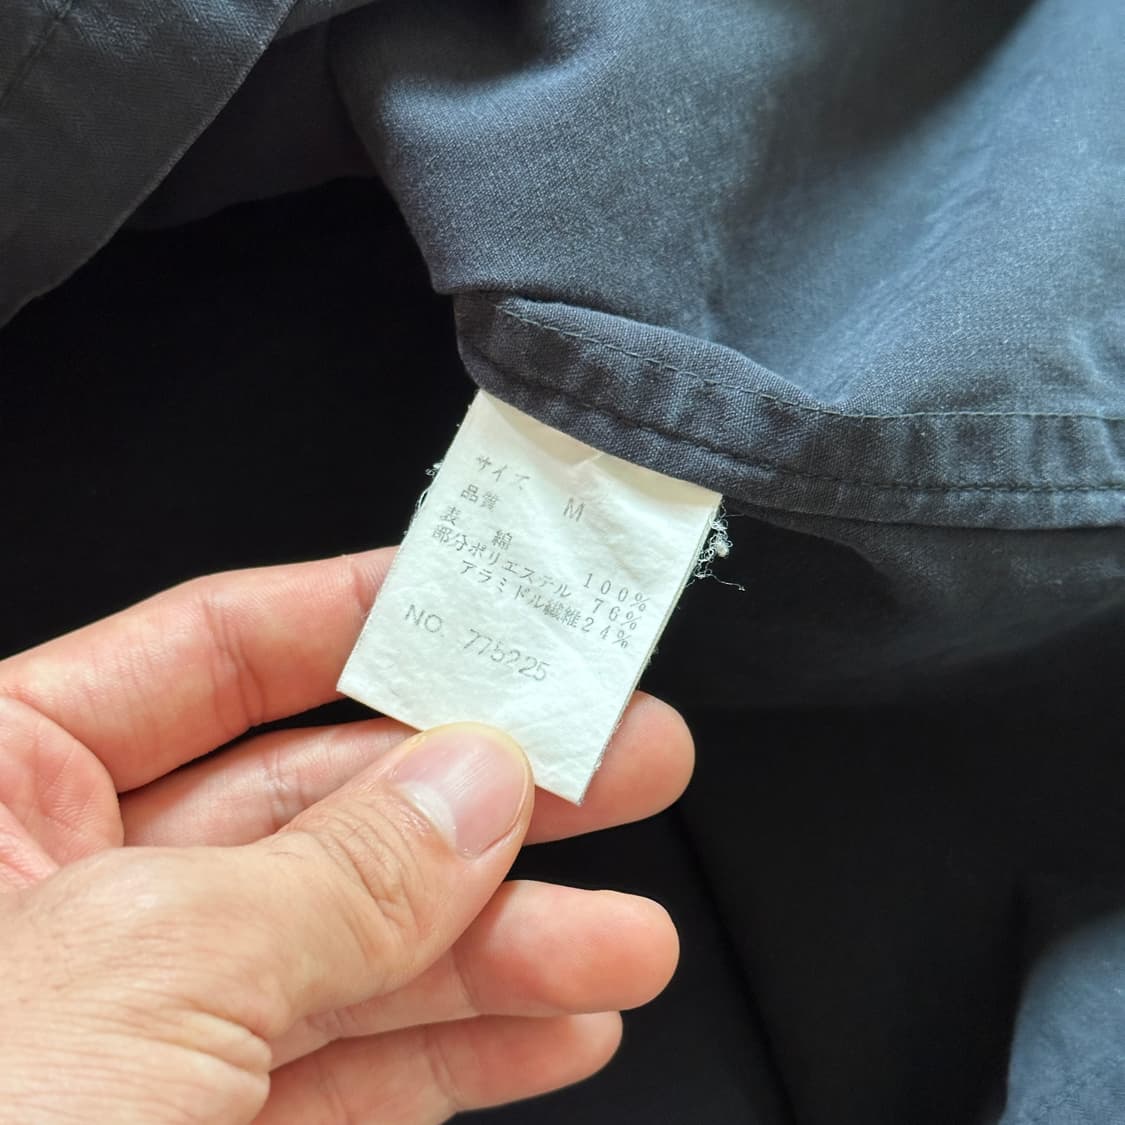 サイズ M
品質
表 綿 100%
部分ポリエステル 76%
アラミド繊維24%
NO. 775225